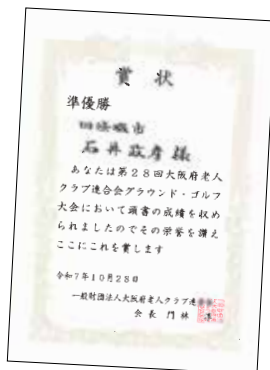 賞状
準優勝
四條畷市
石井政彦様
あなたは第28回大阪府老人
クラブ連合会グラウンド・ゴルフ
大会において頭書の成績を収め
られましたのでその栄誉を讃え
ここにこれを賞します
令和7年10月28日
一般財団法人大阪府老人クラブ連
会長 門林